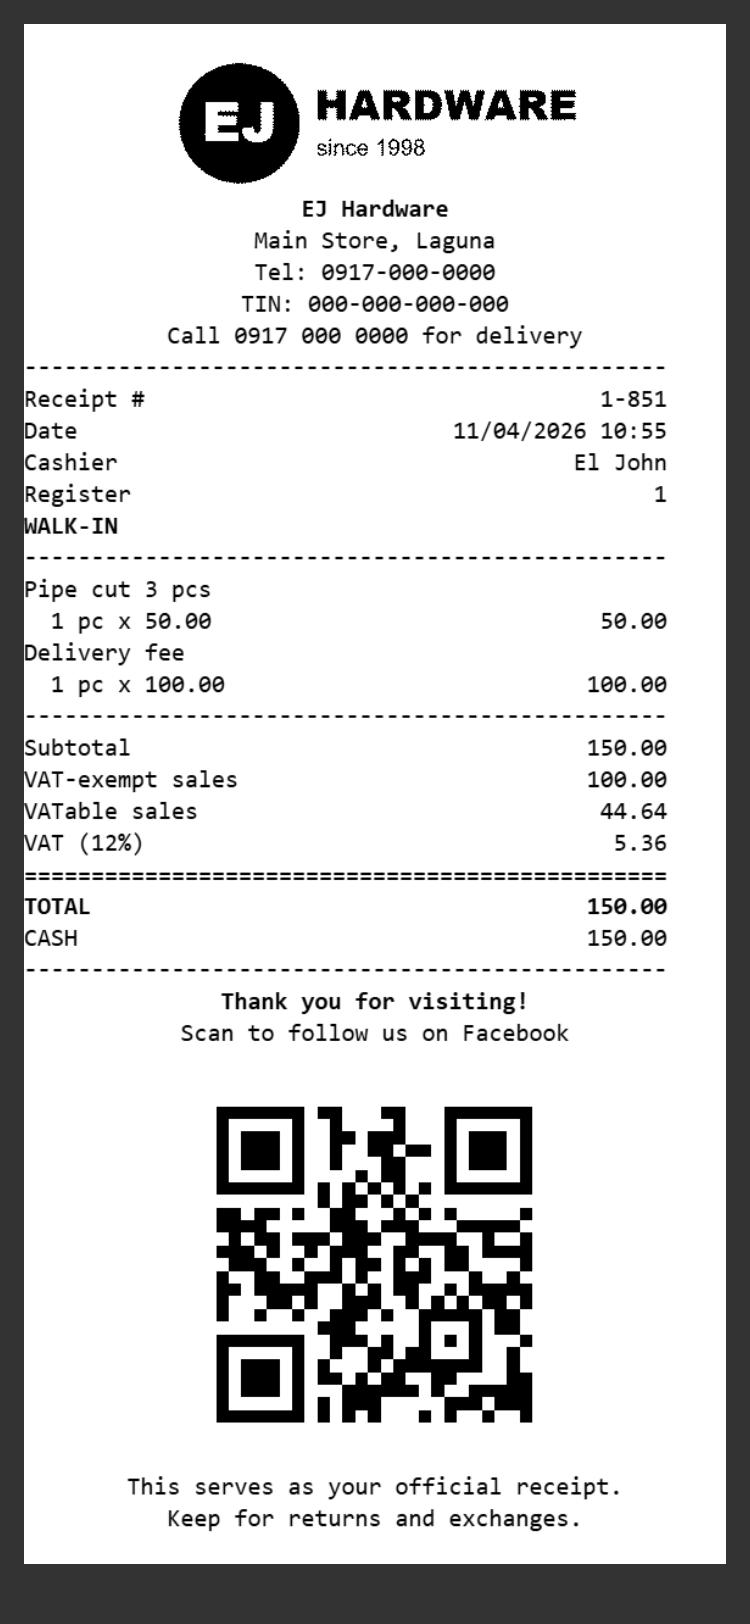 EJ HARDWARE
since 1998
EJ Hardware
Main Store, Laguna
Tel: 0917-000-0000
TIN: 000-000-000-000
Call 0917 000 0000 for delivery
------------------------------------------------
Receipt # 1-851
Date 11/04/2026 10:55
Cashier El John
Register 1
WALK-IN
------------------------------------------------
Pipe cut 3 pcs
1 pc x 50.00 50.00
Delivery fee
1 pc x 100.00 100.00
------------------------------------------------
Subtotal 150.00
VAT-exempt sales 100.00
VATable sales 44.64
VAT (12%) 5.36
================================================
TOTAL 150.00
CASH 150.00
------------------------------------------------
Thank you for visiting!
Scan to follow us on Facebook
This serves as your official receipt.
Keep for returns and exchanges.